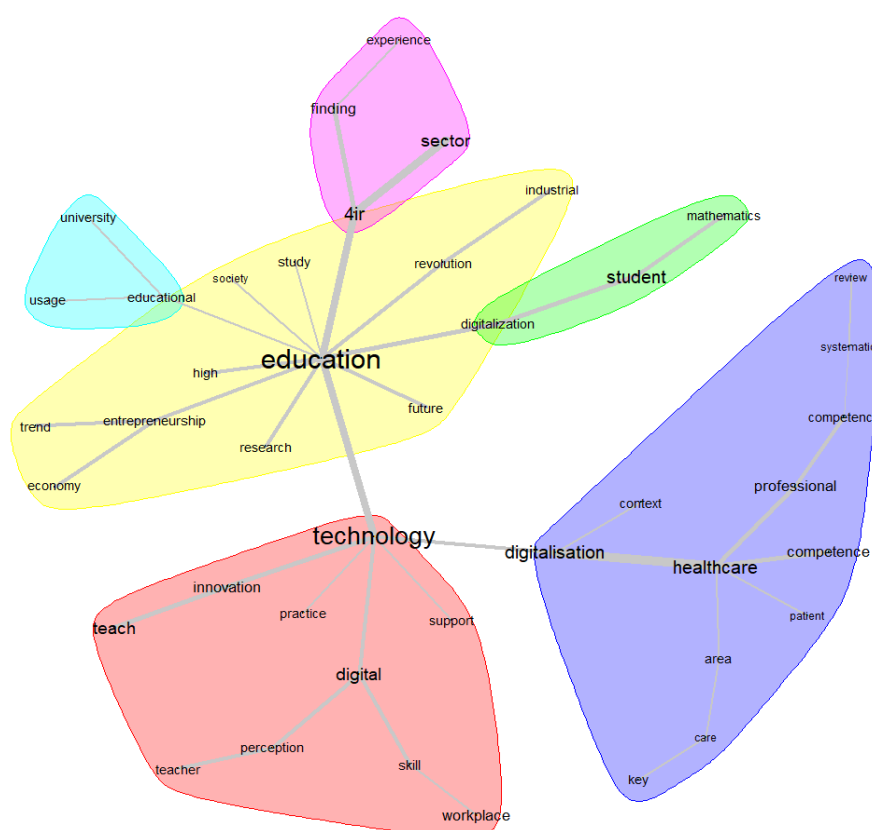 experience
finding
sector
industrial
4ir
university
mathematics
study
revolution
society
student
review
usage
educational
digitalization
systematic
education
high
future
competenc
trend
entrepreneurship
research
economy
professional
context
technology
digitalisation
competence
healthcare
innovation
teach
practice
support
patient
area
digital
perception
care
teacher
skill
key
workplace